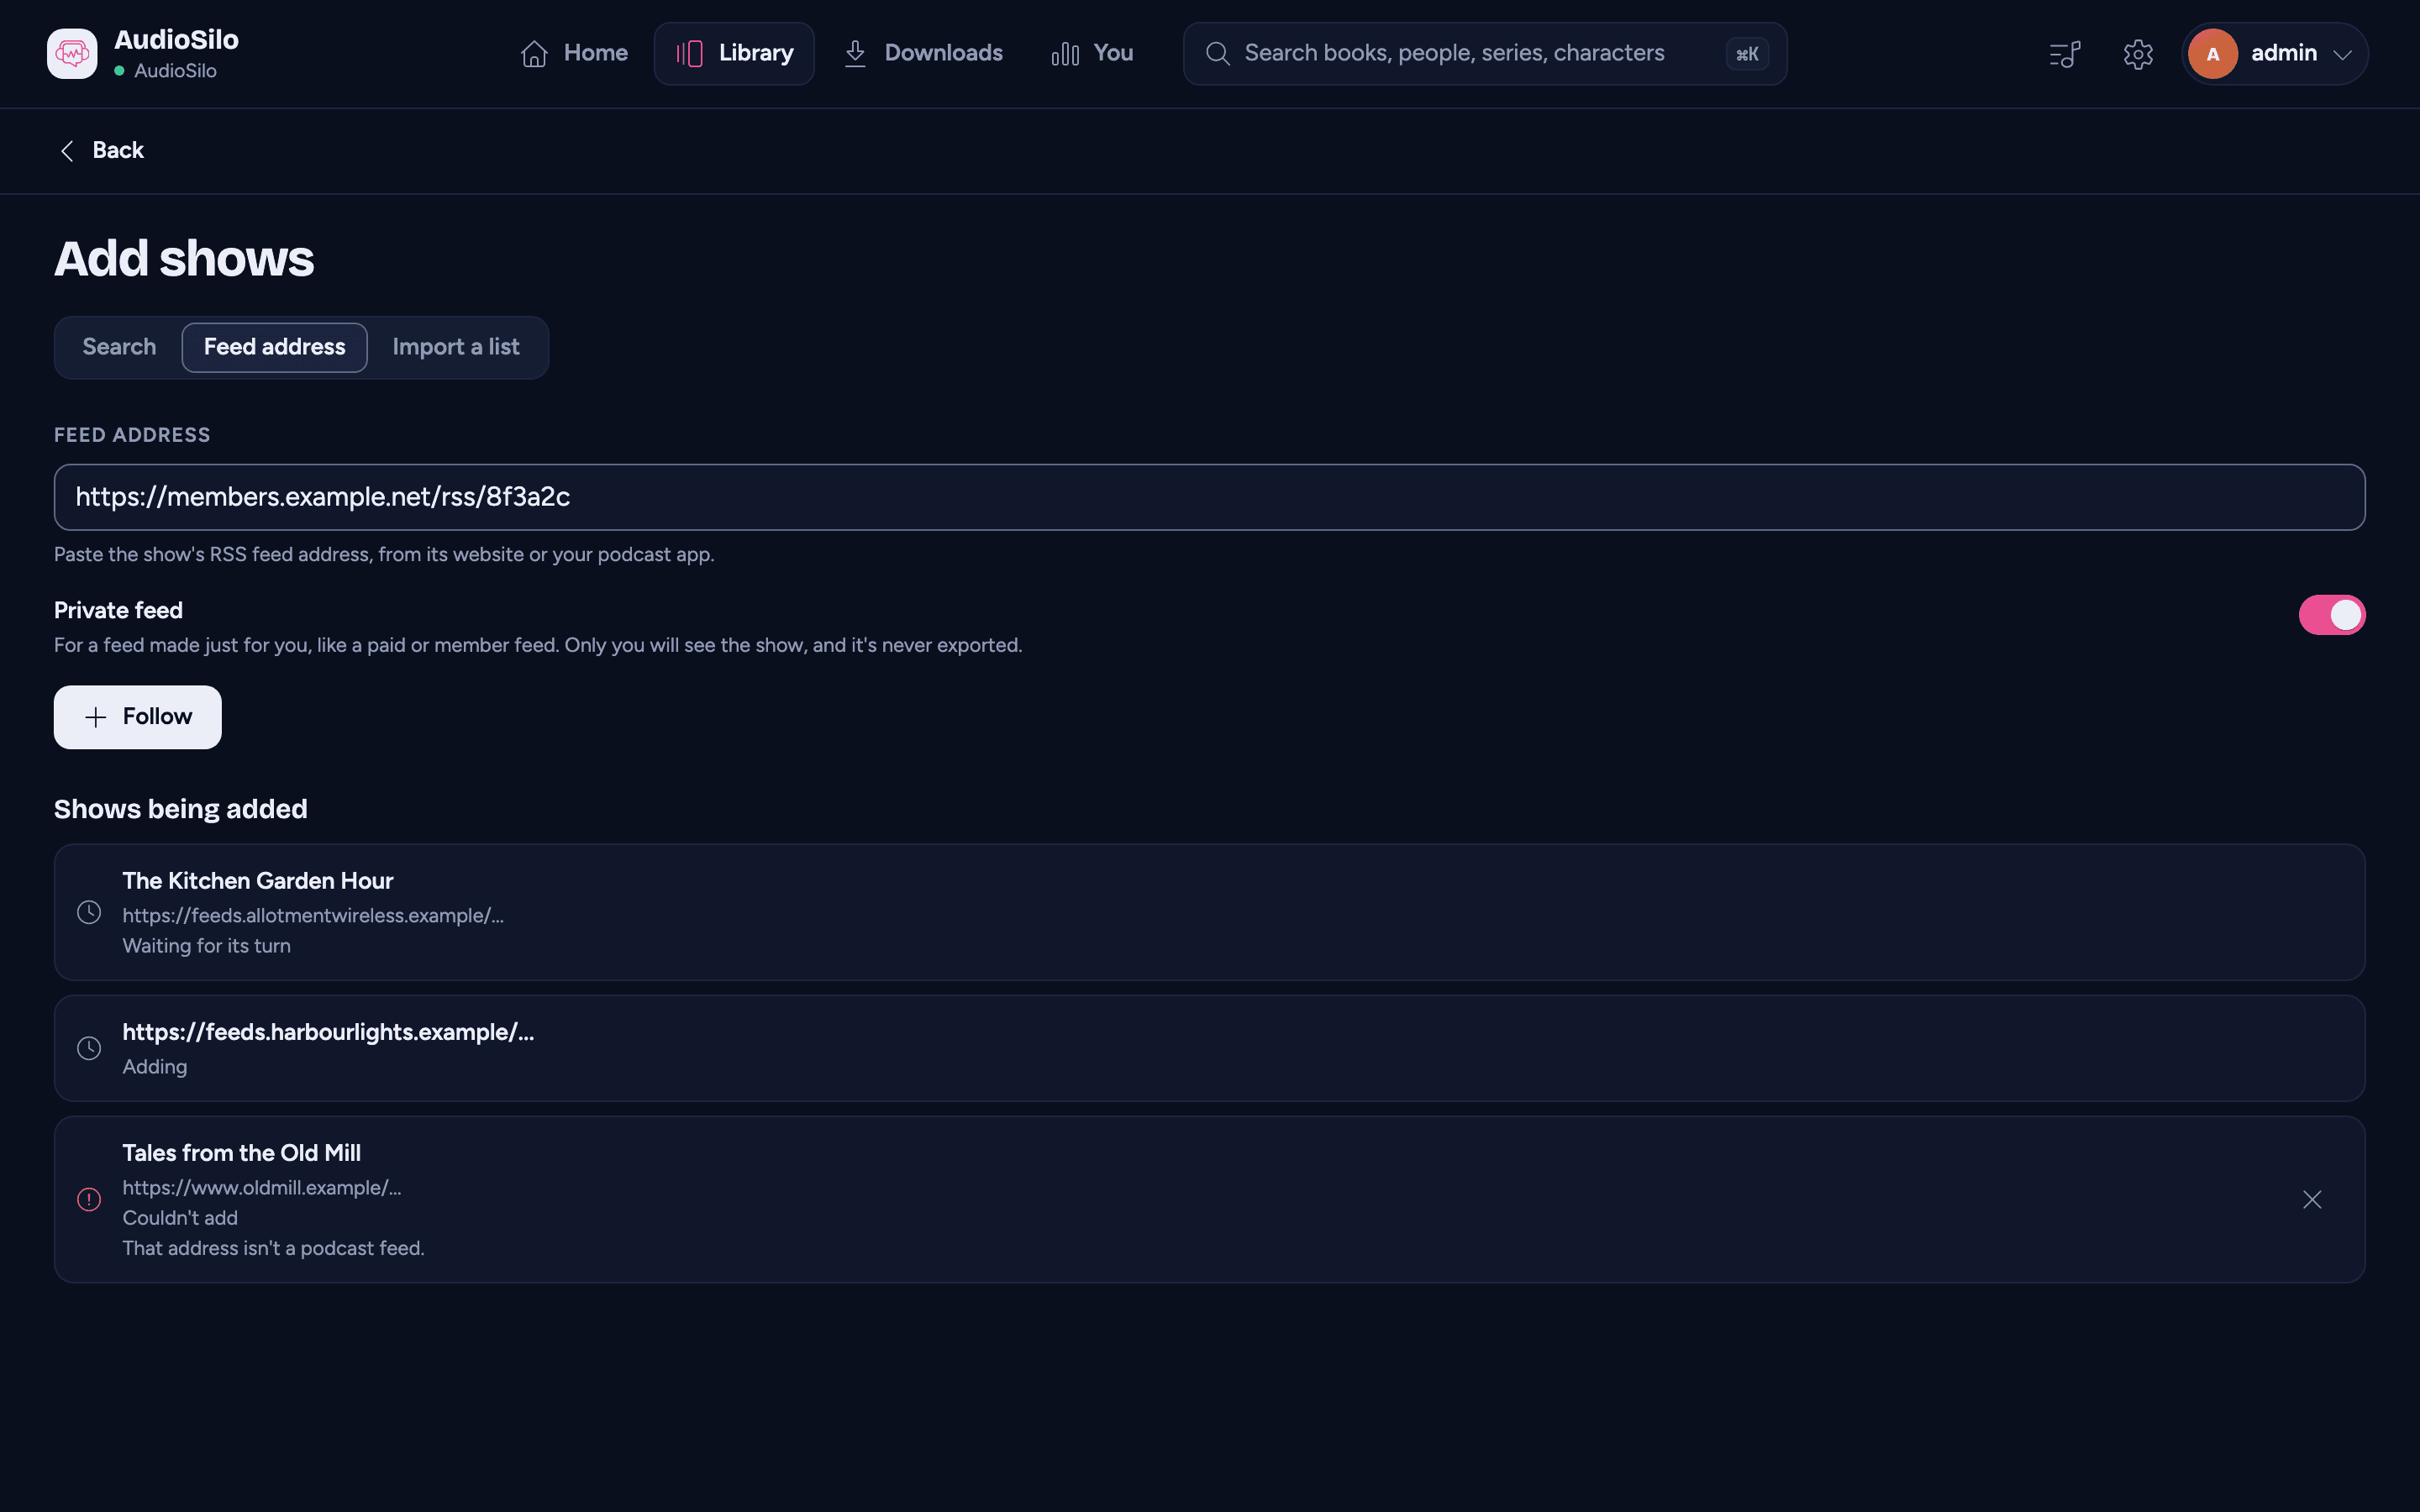 AudioSilo
AudioSilo
Home
Library
Downloads
You
Search books, people, series, characters
⌘K
A
admin
Back
Add shows
Search
Feed address
Import a list
FEED ADDRESS
https://members.example.net/rss/8f3a2c
Paste the show's RSS feed address, from its website or your podcast app.
Private feed
For a feed made just for you, like a paid or member feed. Only you will see the show, and it's never exported.
Follow
Shows being added
The Kitchen Garden Hour
https://feeds.allotmentwireless.example/...
Waiting for its turn
https://feeds.harbourlights.example/...
Adding
Tales from the Old Mill
https://www.oldmill.example/...
Couldn't add
That address isn't a podcast feed.